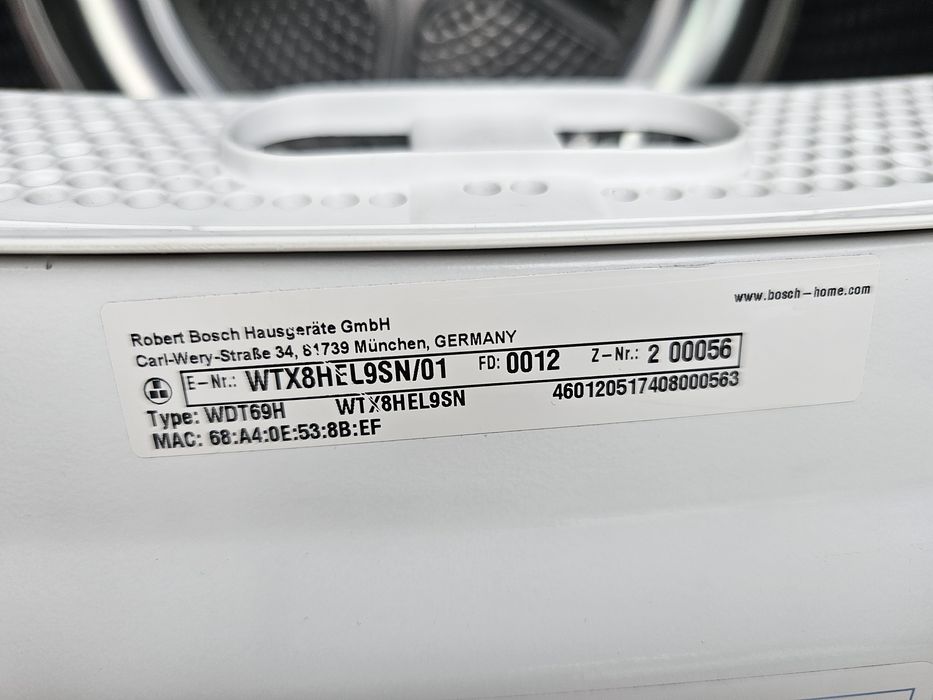 www.bosch-home.com
Robert Bosch Hausgeräte GmbH
Carl-Wery-Straße 34, 81739 München, GERMANY
E-Nr.: WTX8HEL9SN/01 FD: 0012 Z-Nr.: 2 00056
Type: WDT69H WTX8HEL9SN 460120517408000563
MAC: 68:A4:0E:53:8B:EF